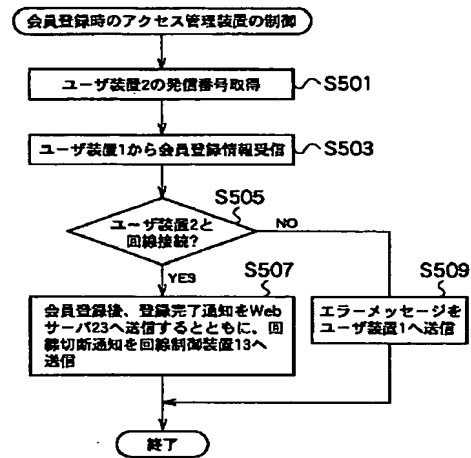 会員登録時のアクセス管理装置の制御
ユーザ装置2の発信番号取得
S501
ユーザ装置1から会員登録情報受信
S503
S505
ユーザ装置2と
回線接続?
NO
YES
S507
会員登録後、登録完了通知をWeb
サーバ23へ送信するとともに、回
線切断通知を回線制御装置13へ
送信
S509
エラーメッセージを
ユーザ装置1へ送信
終了